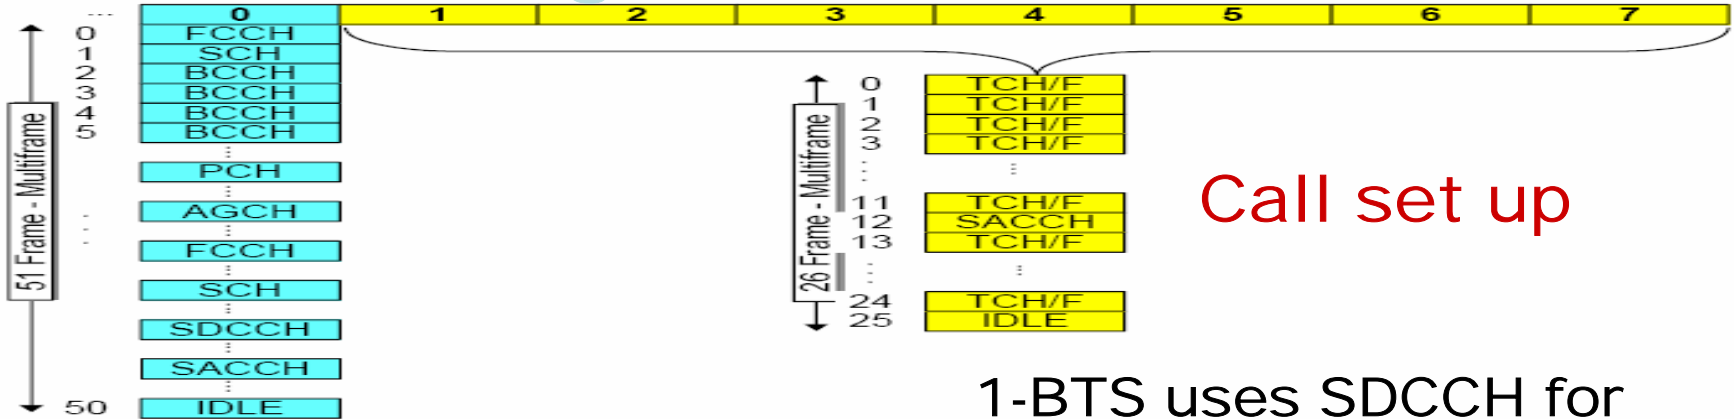 ... 0 1 2 3 4 5 6 7
0 FCCH
1 SCH
2 BCCH
3 BCCH
4 BCCH
5 BCCH
PCH
AGCH
FCCH
SCH
SDCCH
SACCH
50 IDLE
51 Frame - Multiframe
0 TCH/F
1 TCH/F
2 TCH/F
3 TCH/F
11 TCH/F
12 SACCH
13 TCH/F
24 TCH/F
25 IDLE
26 Frame - Multiframe
Call set up
1-BTS uses SDCCH for